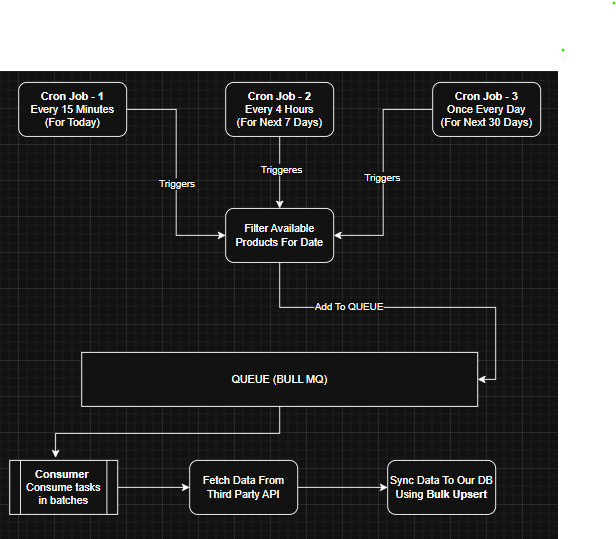 Cron Job - 1
Every 15 Minutes
(For Today)
Cron Job - 2
Every 4 Hours
(For Next 7 Days)
Cron Job - 3
Once Every Day
(For Next 30 Days)
Triggers
Triggeres
Triggers
Filter Available
Products For Date
Add To QUEUE
QUEUE (BULL MQ)
Consumer
Consume tasks
in batches
Fetch Data From
Third Party API
Sync Data To Our DB
Using Bulk Upsert